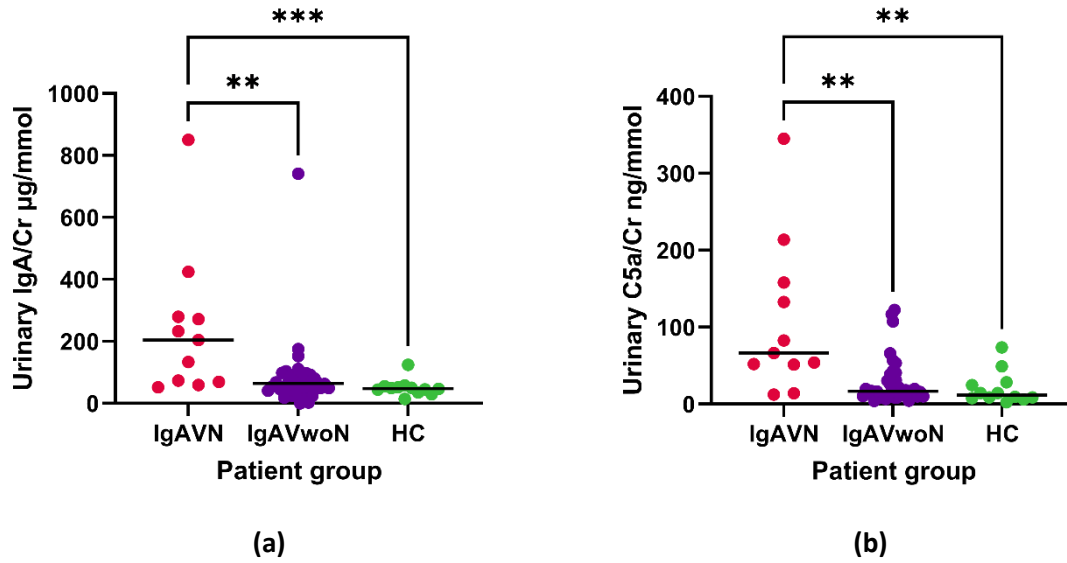 ***
**
Urinary IgA/Cr µg/mmol
1000
800
600
400
200
0
IgAVN IgAVwoN HC
Patient group
(a)
**
**
Urinary C5a/Cr ng/mmol
400
300
200
100
0
IgAVN IgAVwoN HC
Patient group
(b)